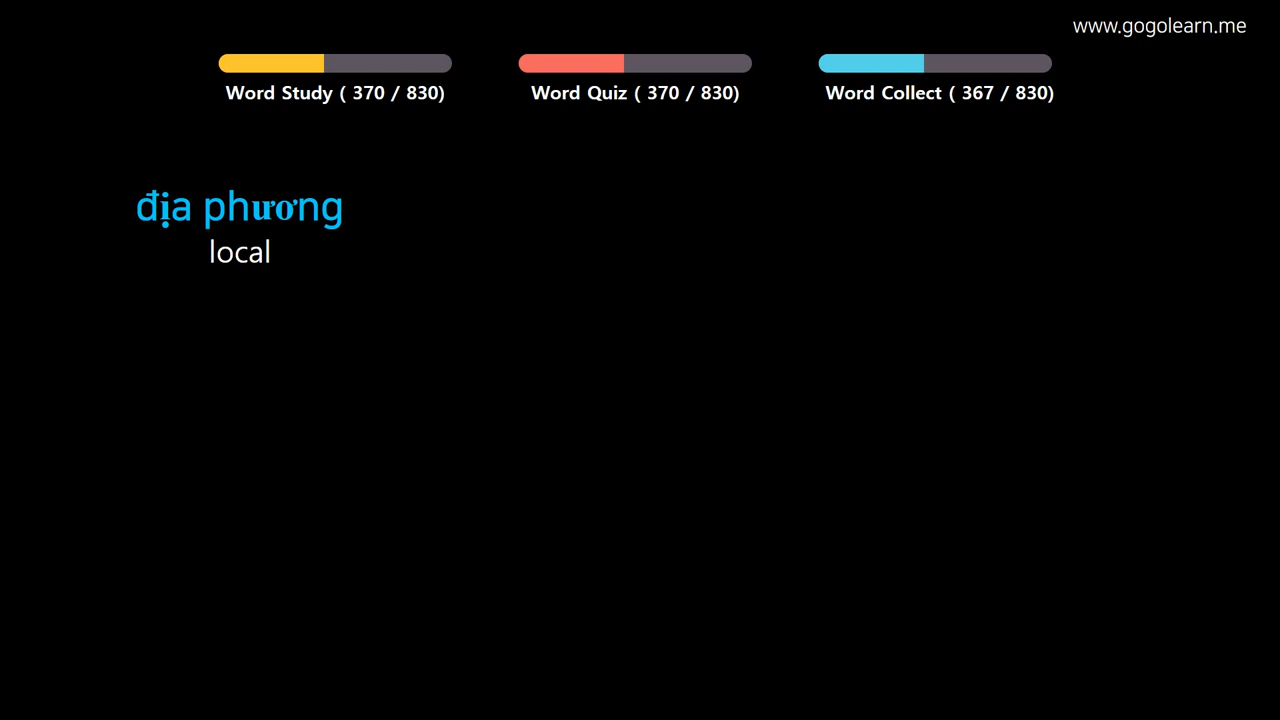 www.gogolearn.me
Word Study ( 370 / 830)
Word Quiz ( 370 / 830)
Word Collect ( 367 / 830)
địa phương
local